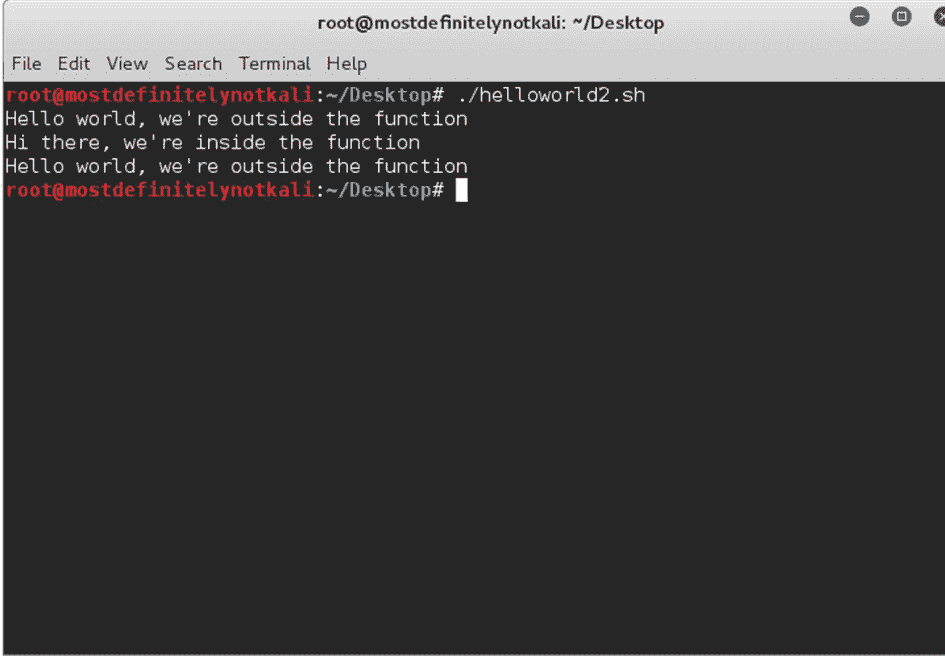 root@mostdefinitelynotkali: ~/Desktop
File Edit View Search Terminal Help
root@mostdefinitelynotkali:~/Desktop# ./helloworld2.sh
Hello world, we're outside the function
Hi there, we're inside the function
Hello world, we're outside the function
root@mostdefinitelynotkali:~/Desktop#